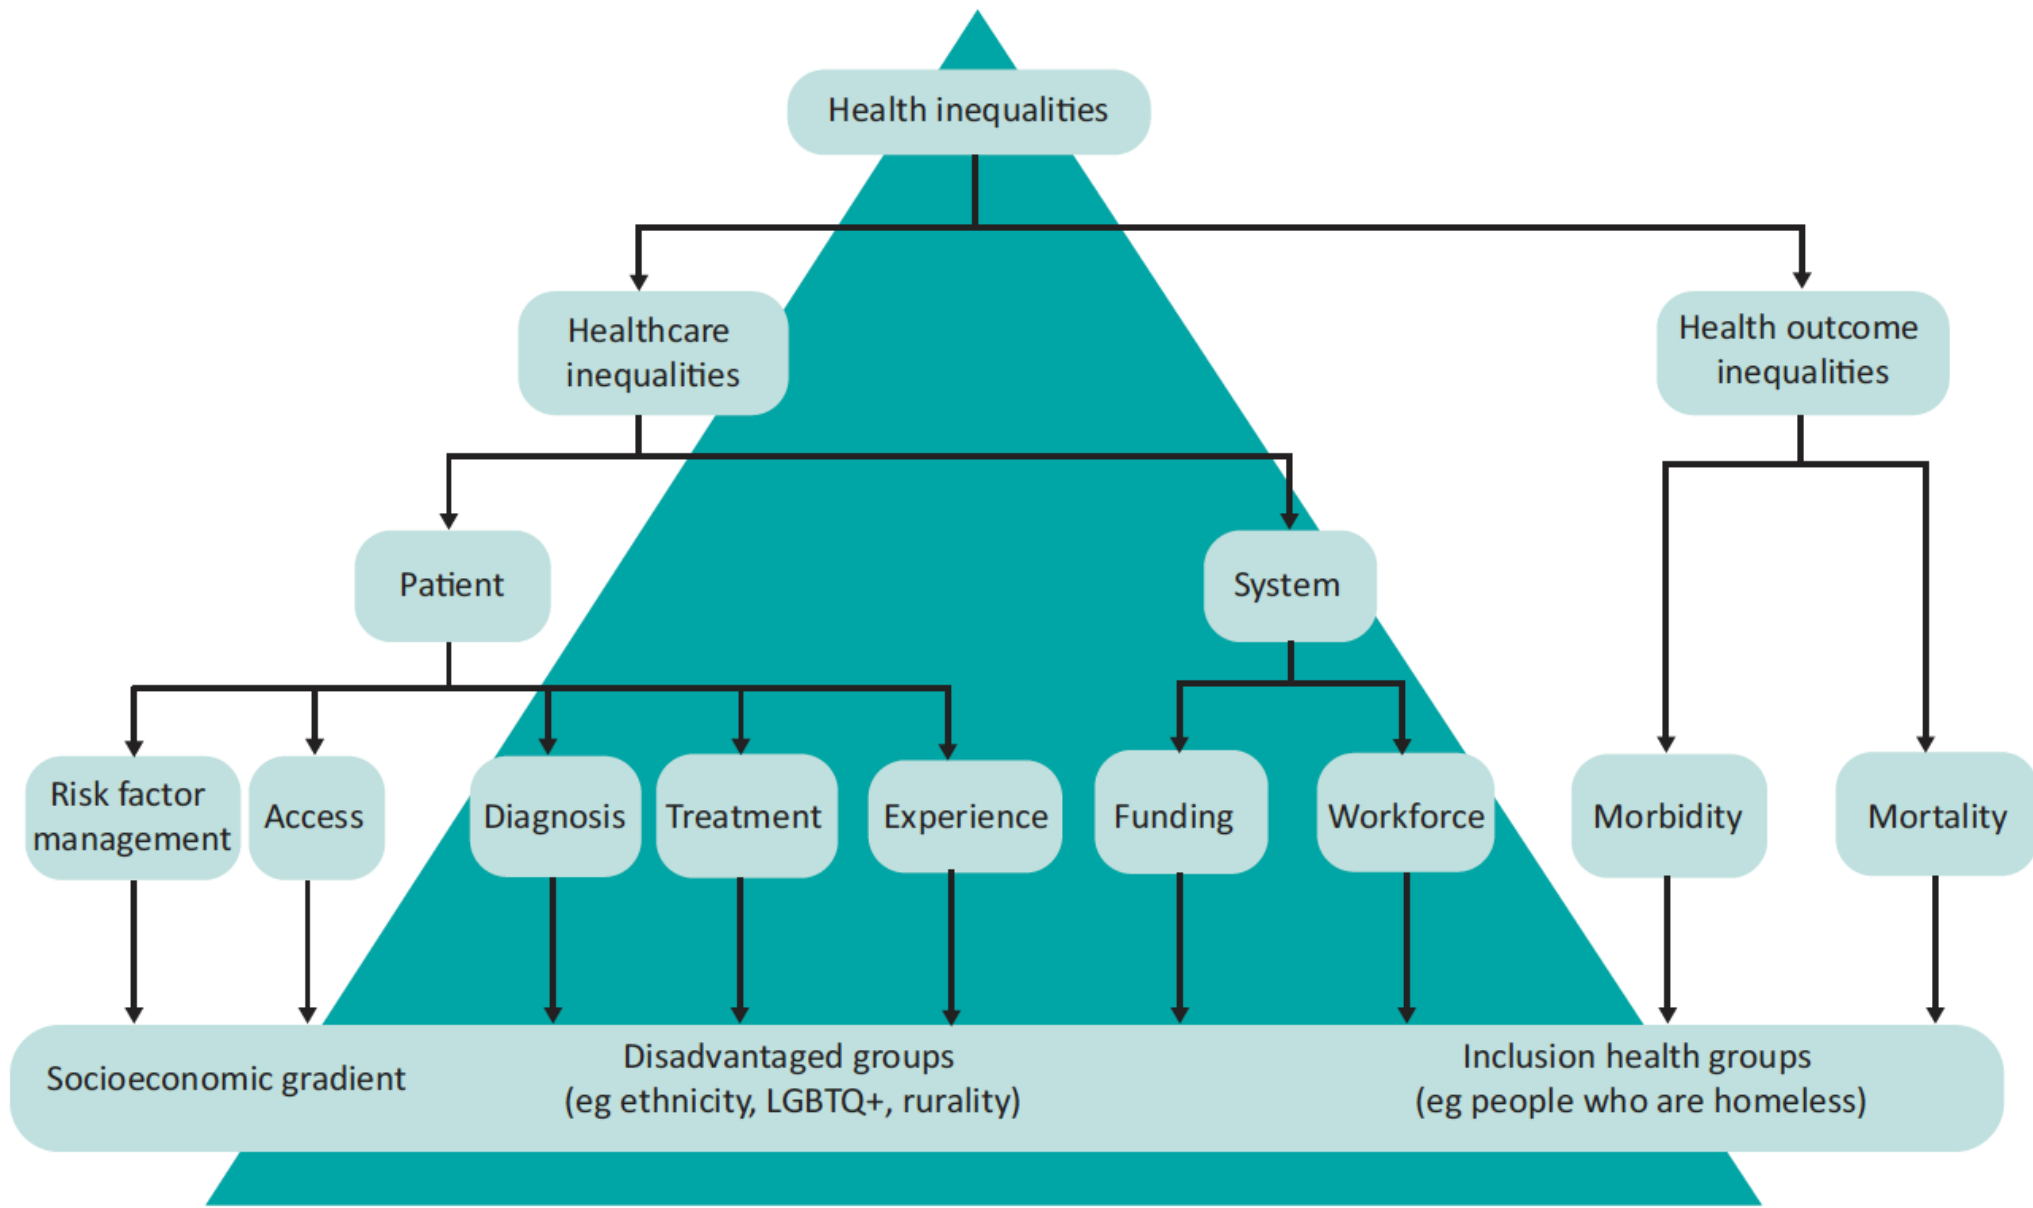 Health inequalities
Healthcare
inequalities
Health outcome
inequalities
Patient
System
Risk factor
management
Access
Diagnosis
Treatment
Experience
Funding
Workforce
Morbidity
Mortality
Socioeconomic gradient
Disadvantaged groups
(eg ethnicity, LGBTQ+, rurality)
Inclusion health groups
(eg people who are homeless)